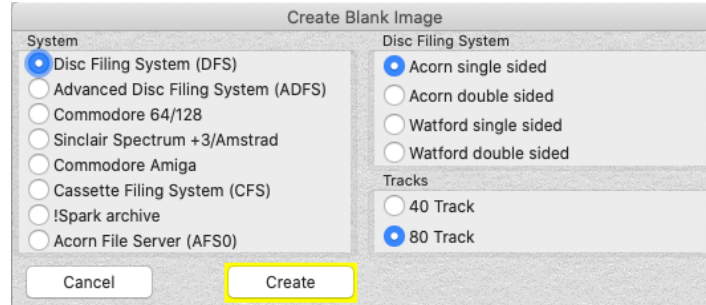 Create Blank Image
System
Disc Filing System (DFS)
Advanced Disc Filing System (ADFS)
Commodore 64/128
Sinclair Spectrum +3/Amstrad
Commodore Amiga
Cassette Filing System (CFS)
!Spark archive
Acorn File Server (AFS0)
Disc Filing System
Acorn single sided
Acorn double sided
Watford single sided
Watford double sided
Tracks
40 Track
80 Track
Cancel
Create